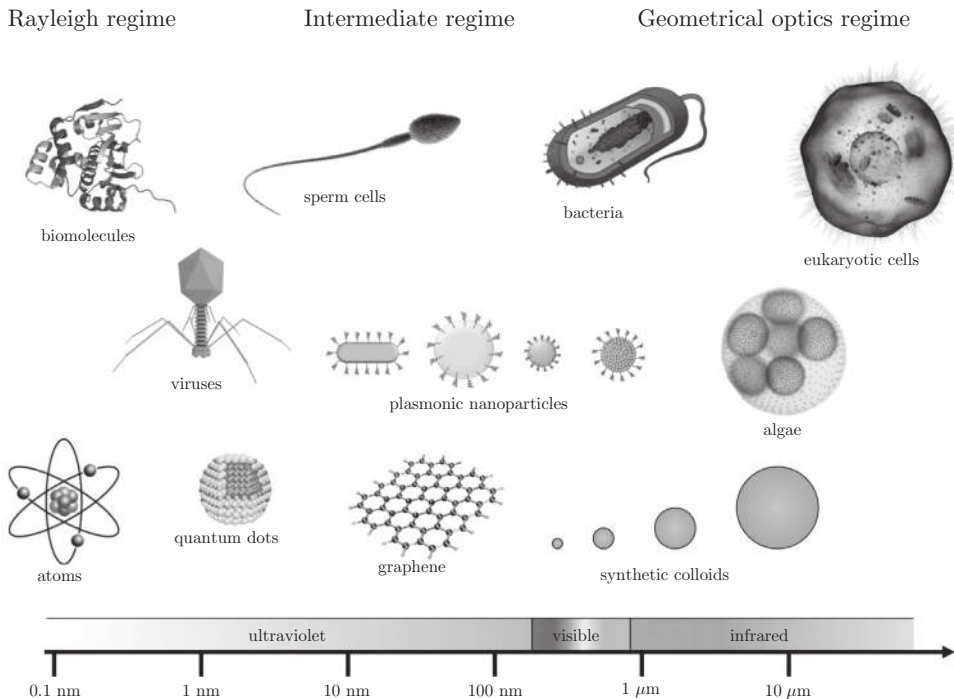 Rayleigh regime
Intermediate regime
Geometrical optics regime
biomolecules
sperm cells
bacteria
eukaryotic cells
viruses
plasmonic nanoparticles
algae
atoms
quantum dots
graphene
synthetic colloids
ultraviolet
visible
infrared
0.1 nm
1 nm
10 nm
100 nm
1 μm
10 μm